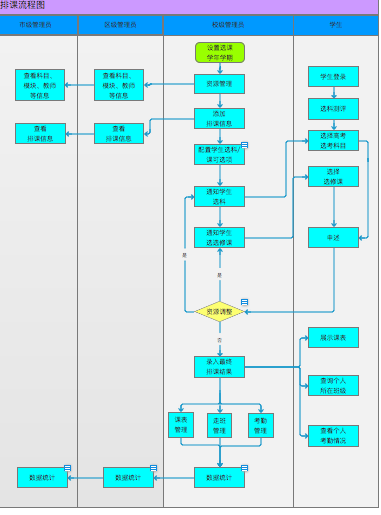 排课流程图
市级管理员
区级管理员
校级管理员
学生
设置选课
学年学期
查看科目、
模块、教师
等信息
查看科目、
模块、教师
等信息
资源管理
学生登录
添加
排课信息
选科测评
查看
排课信息
查看
排课信息
配置学生选科/
课可选项
选择高考
选考科目
选择
选修课
通知学生
选科
通知学生
选选修课
申述
是
是
资源调整
否
展示课表
录入最终
排课结果
查询个人
所在班级
课表
管理
走班
管理
考勤
管理
查看个人
考勤情况
数据统计
数据统计
数据统计